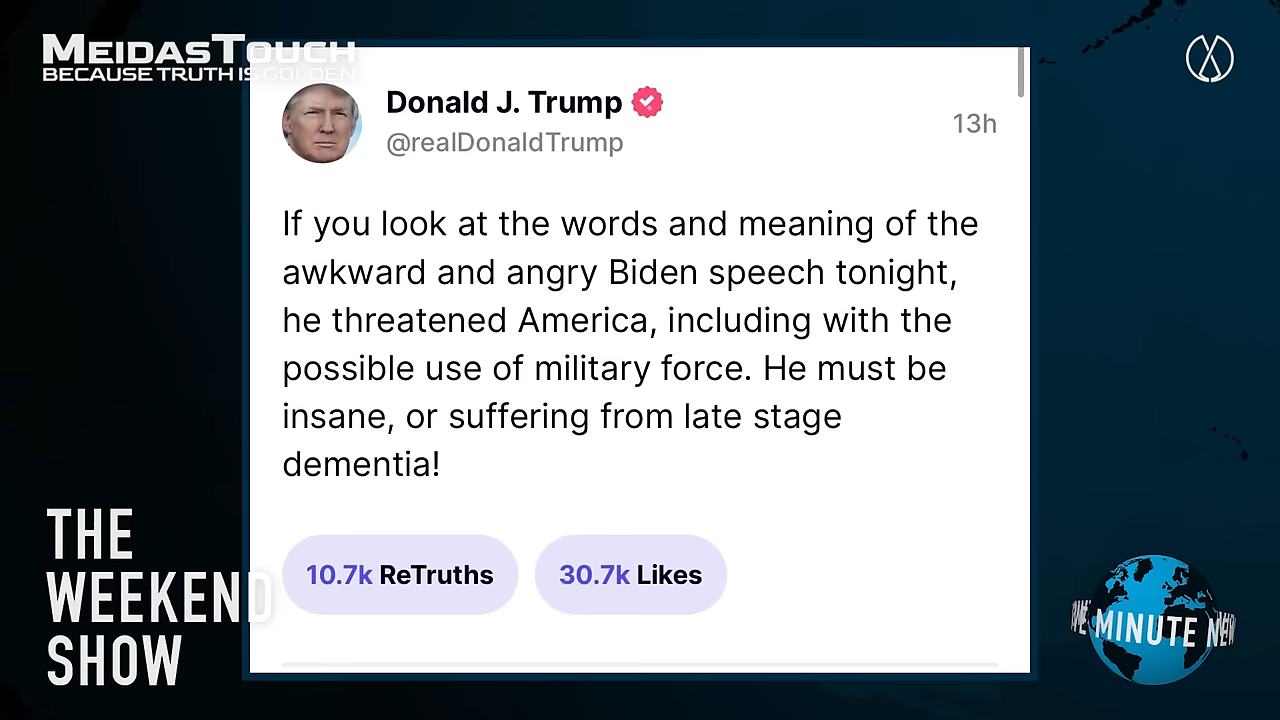 MEIDASTOUCH
BECAUSE TRUTH IS GOLDEN
Donald J. Trump
@realDonaldTrump
13h
If you look at the words and meaning of the
awkward and angry Biden speech tonight,
he threatened America, including with the
possible use of military force. He must be
insane, or suffering from late stage
dementia!
10.7k ReTruths
30.7k Likes
THE
WEEKEND
SHOW
MINUTE